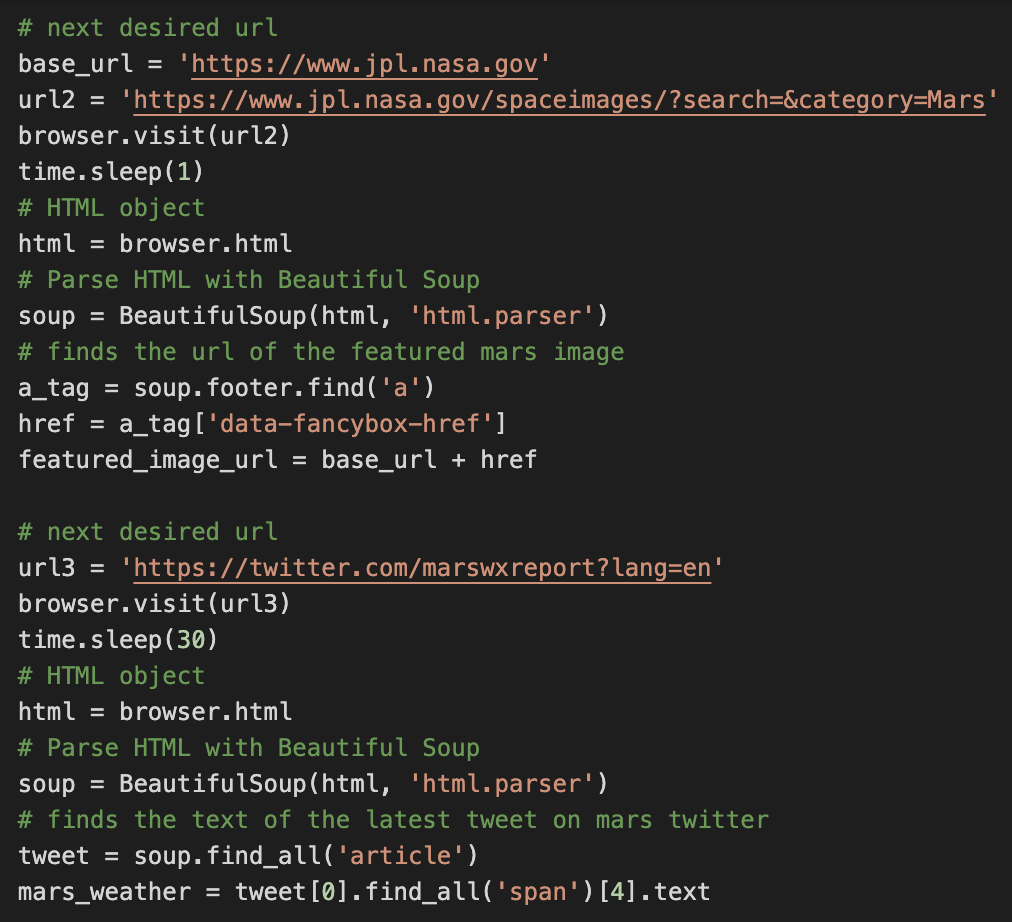 # next desired url
base_url = 'https://www.jpl.nasa.gov'
url2 = 'https://www.jpl.nasa.gov/spaceimages/?search=&category=Mars'
browser.visit(url2)
time.sleep(1)
# HTML object
html = browser.html
# Parse HTML with Beautiful Soup
soup = BeautifulSoup(html, 'html.parser')
# finds the url of the featured mars image
a_tag = soup.footer.find('a')
href = a_tag['data-fancybox-href']
featured_image_url = base_url + href

# next desired url
url3 = 'https://twitter.com/marswxreport?lang=en'
browser.visit(url3)
time.sleep(30)
# HTML object
html = browser.html
# Parse HTML with Beautiful Soup
soup = BeautifulSoup(html, 'html.parser')
# finds the text of the latest tweet on mars twitter
tweet = soup.find_all('article')
mars_weather = tweet[0].find_all('span')[4].text